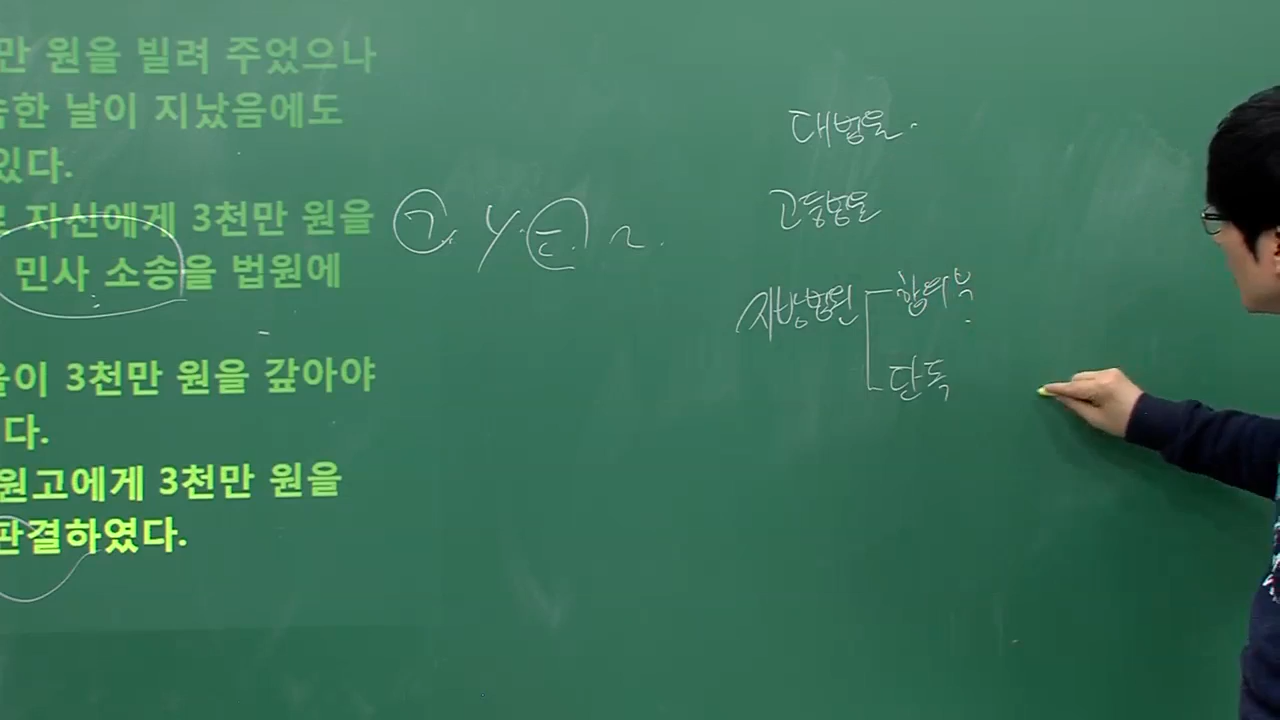 만 원을 빌려 주었으나
속한 날이 지났음에도
있다.
로 자신에게 3천만 원을
민사 소송을 법원에
을이 3천만 원을 갚아야
다.
원고에게 3천만 원을
판결하였다.
ㄱ. ㄴ. ㄷ. ㄹ.
대법원.
고등법원
지방법원
합의부
단독